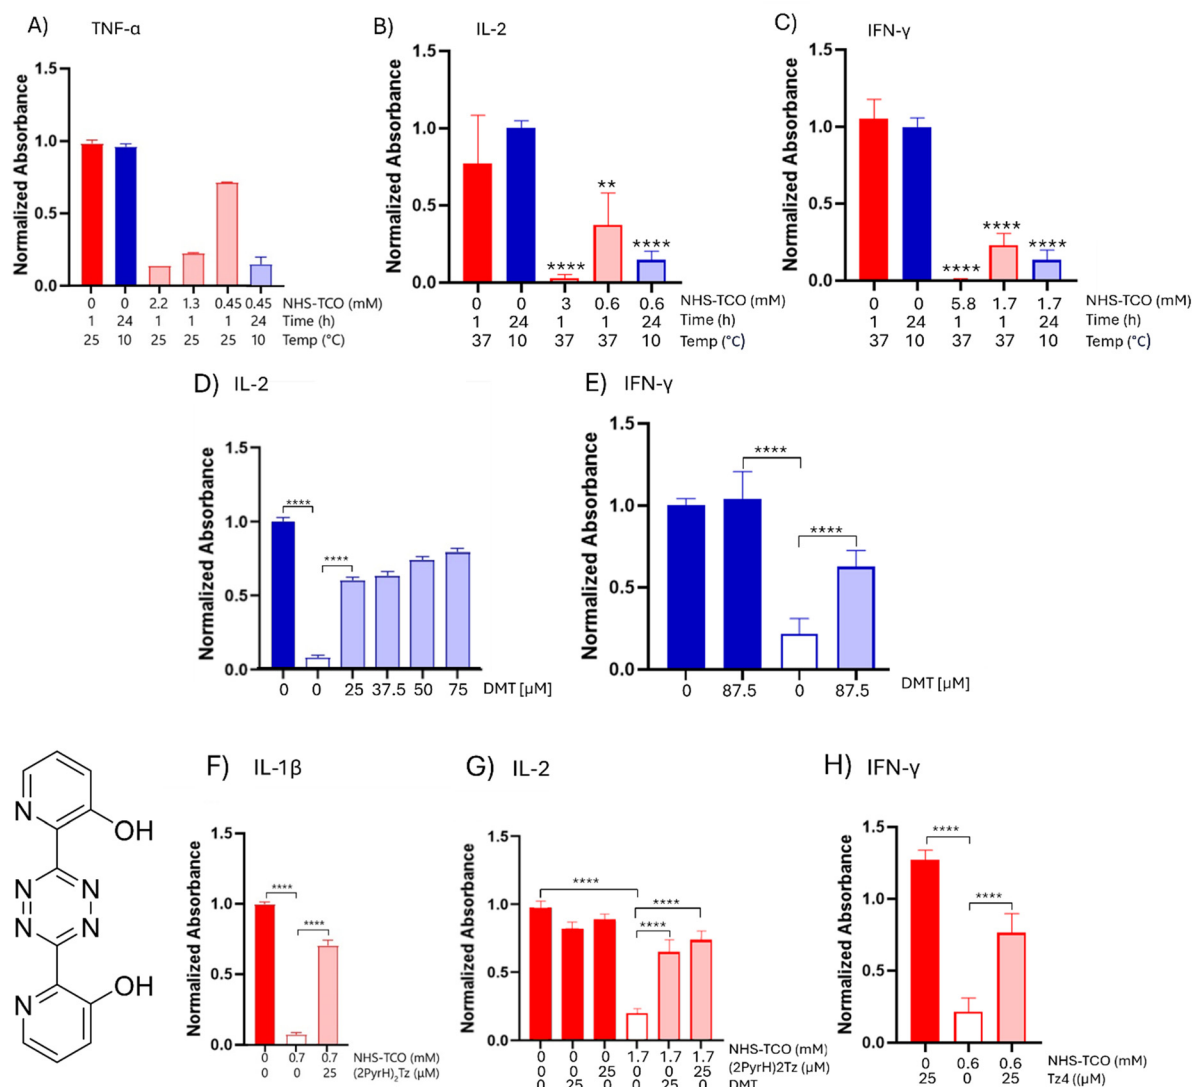 A) TNF-α
Normalized Absorbance
1.5
1.0
0.5
0.0
0 0 2.2 1.3 0.45 0.45 NHS-TCO (mM)
1 24 1 1 1 24 Time (h)
25 10 25 25 25 10 Temp (°C)
B) IL-2
Normalized Absorbance
1.5
1.0
0.5
0.0
**** ** ****
0 0 3 0.6 0.6 NHS-TCO (mM)
1 24 1 1 24 Time (h)
37 10 37 37 10 Temp (°C)
C) IFN-γ
Normalized Absorbance
1.5
1.0
0.5
0.0
**** **** ****
0 0 5.8 1.7 1.7 NHS-TCO (mM)
1 24 1 1 24 Time (h)
37 10 37 37 10 Temp (°C)
D) IL-2
Normalized Absorbance
1.5
1.0
0.5
0.0
**** ****
0 0 25 37.5 50 75 DMT [μM]
E) IFN-γ
Normalized Absorbance
1.5
1.0
0.5
0.0
**** ****
0 87.5 0 87.5 DMT [μM]
N
OH
N N
N N
N
OH
F) IL-1β
Normalized Absorbance
1.5
1.0
0.5
0.0
**** ****
0 0.7 0.7 NHS-TCO (mM)
0 0 25 (2PyrH)₂Tz (μM)
G) IL-2
Normalized Absorbance
1.5
1.0
0.5
0.0
**** **** ****
0 0 0 1.7 1.7 1.7 NHS-TCO (mM)
0 0 25 0 0 25 (2PyrH)2Tz (μM)
0 25 0 0 25 0 DMT
H) IFN-γ
Normalized Absorbance
1.5
1.0
0.5
0.0
**** ****
0 0.6 0.6 NHS-TCO (mM)
25 0 25 Tz4 ((μM)